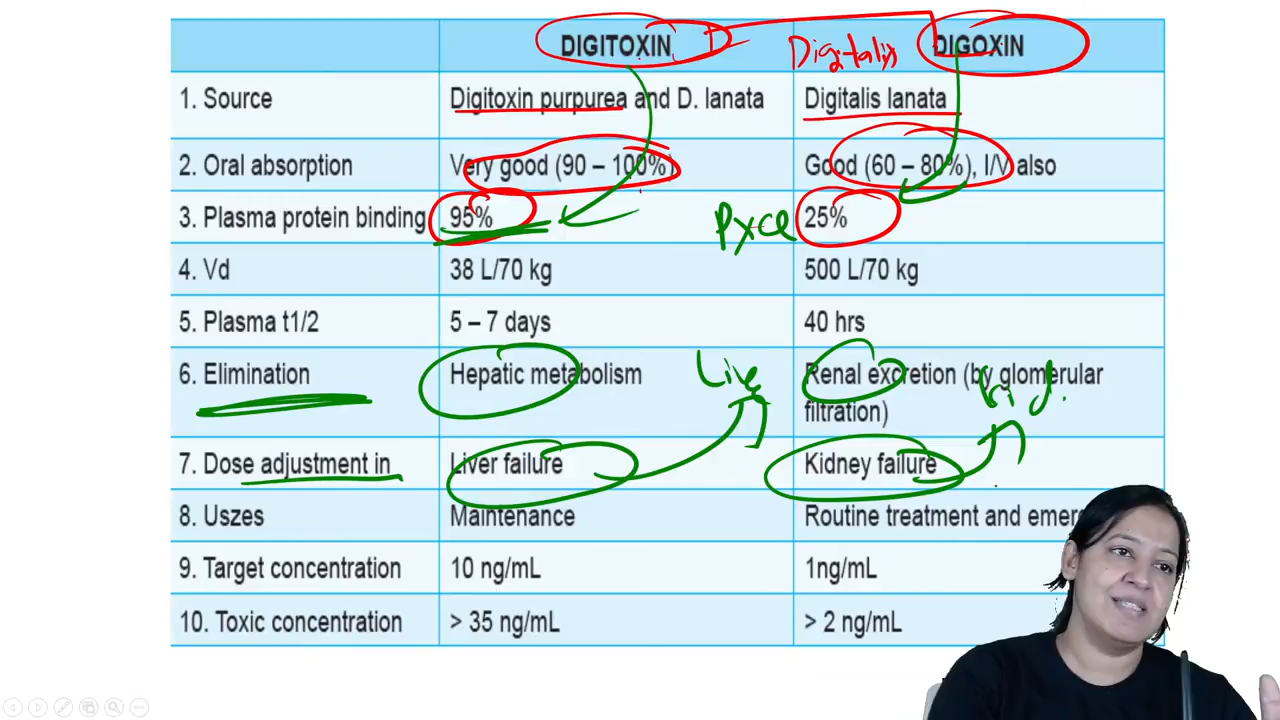 DIGITOXIN Digitalis DIGOXIN
1. Source Digitoxin purpurea and D. lanata Digitalis lanata
2. Oral absorption Very good (90 – 100%) Good (60 – 80%), I/V also
3. Plasma protein binding 95% 25%
4. Vd 38 L/70 kg 500 L/70 kg
5. Plasma t1/2 5 – 7 days 40 hrs
6. Elimination Hepatic metabolism Renal excretion (by glomerular
filtration)
7. Dose adjustment in Liver failure Kidney failure
8. Uszes Maintenance Routine treatment and emer
9. Target concentration 10 ng/mL 1ng/mL
10. Toxic concentration > 35 ng/mL > 2 ng/mL